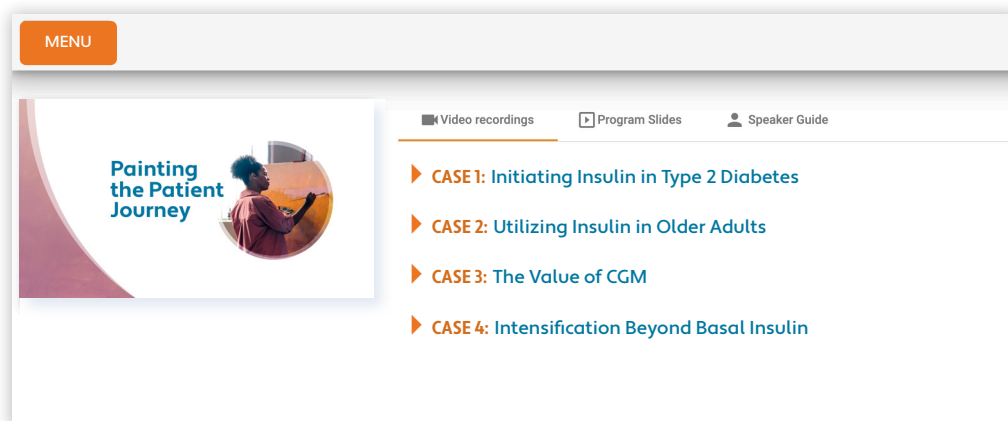 MENU
Painting
the Patient
Journey
Video recordings
Program Slides
Speaker Guide
CASE 1: Initiating Insulin in Type 2 Diabetes
CASE 2: Utilizing Insulin in Older Adults
CASE 3: The Value of CGM
CASE 4: Intensification Beyond Basal Insulin